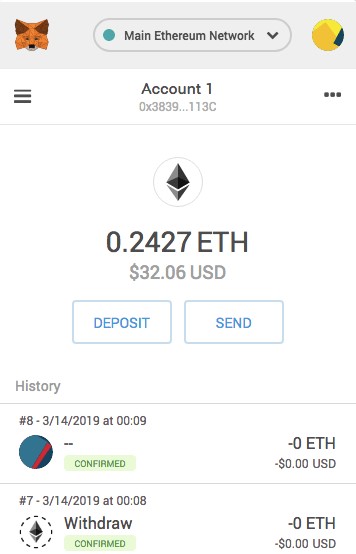 Main Ethereum Network
Account 1
0x3839...113C
0.2427 ETH
$32.06 USD
DEPOSIT SEND
History
#8 - 3/14/2019 at 00:09
-- -0 ETH
CONFIRMED -$0.00 USD
#7 - 3/14/2019 at 00:08
Withdraw -0 ETH
CONFIRMED -$0.00 USD